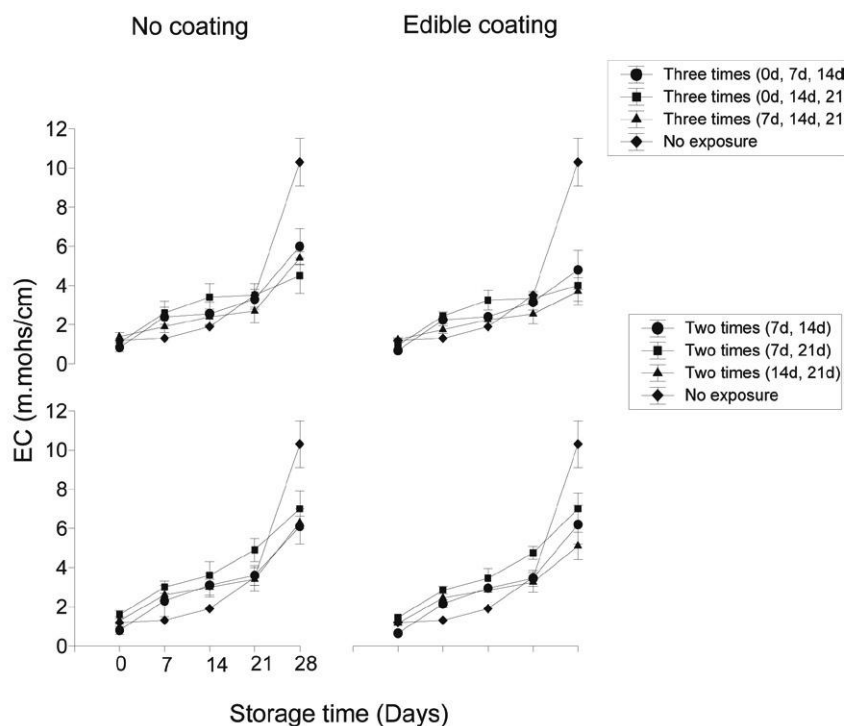 No coating
Edible coating
Three times (0d, 7d, 14d
Three times (0d, 14d, 21
Three times (7d, 14d, 21
No exposure
12
10
8
6
4
2
0
Two times (7d, 14d)
Two times (7d, 21d)
Two times (14d, 21d)
No exposure
EC (m.mohs/cm)
12
10
8
6
4
2
0
0 7 14 21 28
Storage time (Days)